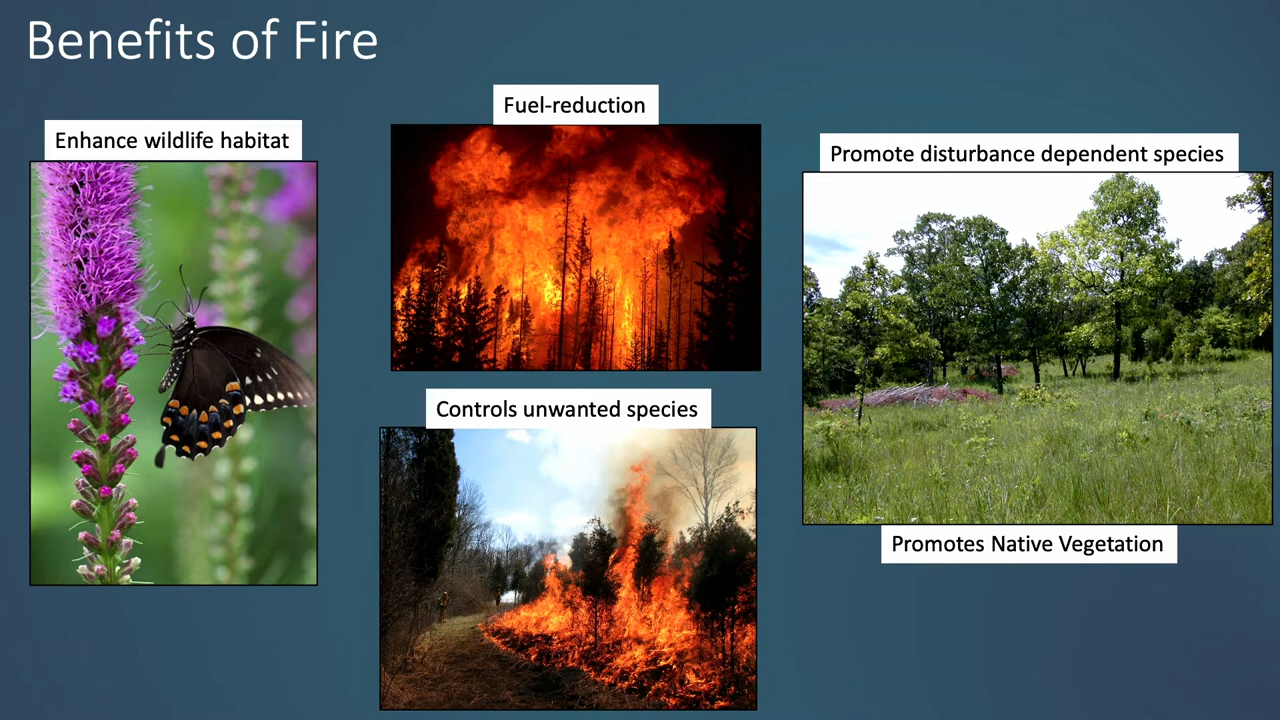 Benefits of Fire
Enhance wildlife habitat
Fuel-reduction
Controls unwanted species
Promote disturbance dependent species
Promotes Native Vegetation